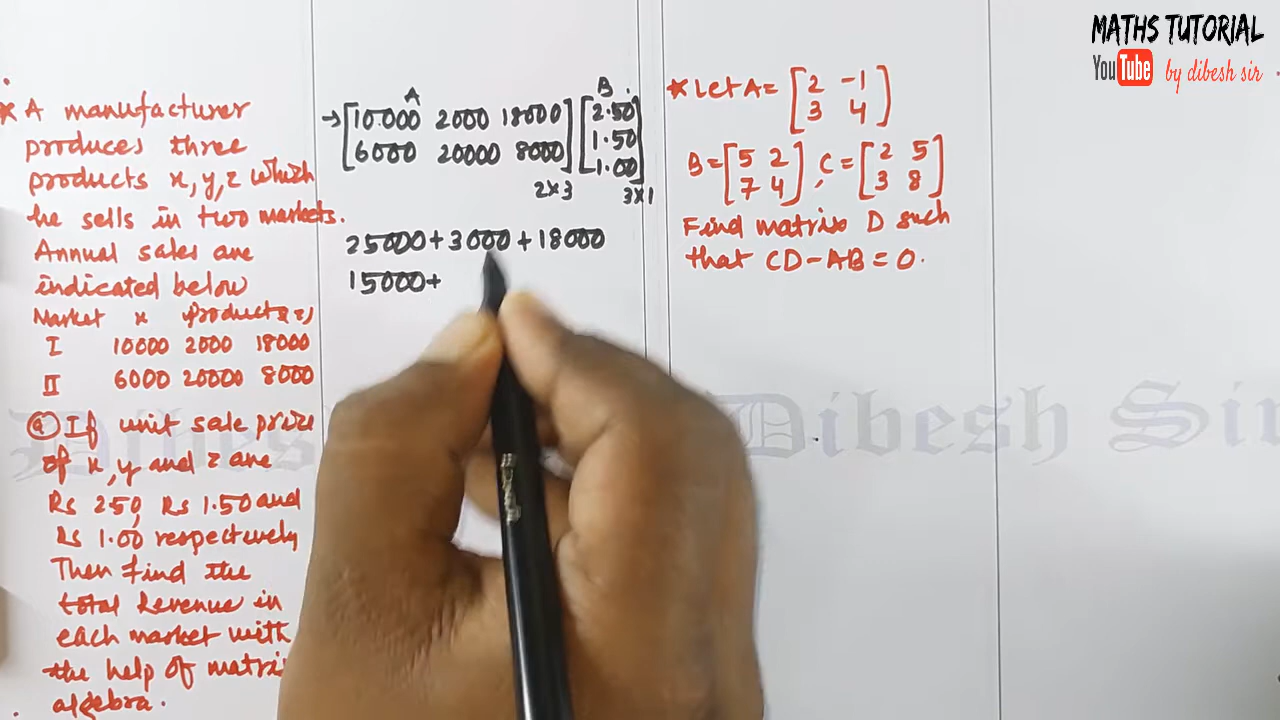 MATHS TUTORIAL
YouTube by dibesh sir
* A manufacturer
produces three
products x, y, z which
he sells in two markets.
Annual sales are
indicated below
Market x products(z)
I 10000 2000 18000
II 6000 20000 8000
(a) If unit sale price
of x, y and z are
Rs 250, Rs 1.50 and
Rs 1.00 respectively
Then find the
total Revenue in
each market with
the help of matrix
algebra.
A B
→ [10.000 2000 18000] [2.50]
[6000 20000 8000] [1.50]
[1.00]
2×3 3×1
25000+3000+18000
15000+
* Let A = [2 -1
3 4]
B = [5 2
7 4], C = [2 5
3 8]
Find matrix D such
that CD-AB=0.
Dibesh Dibesh Sir